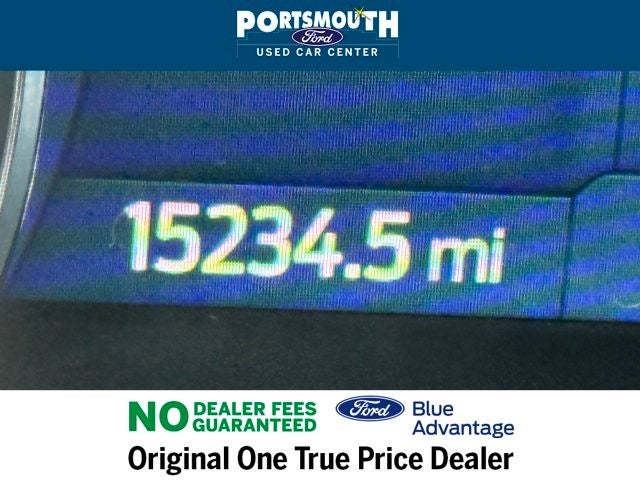 PORTSMOUTH
Ford
USED CAR CENTER
15234.5 mi
NO DEALER FEES GUARANTEED
Ford Blue Advantage
Original One True Price Dealer